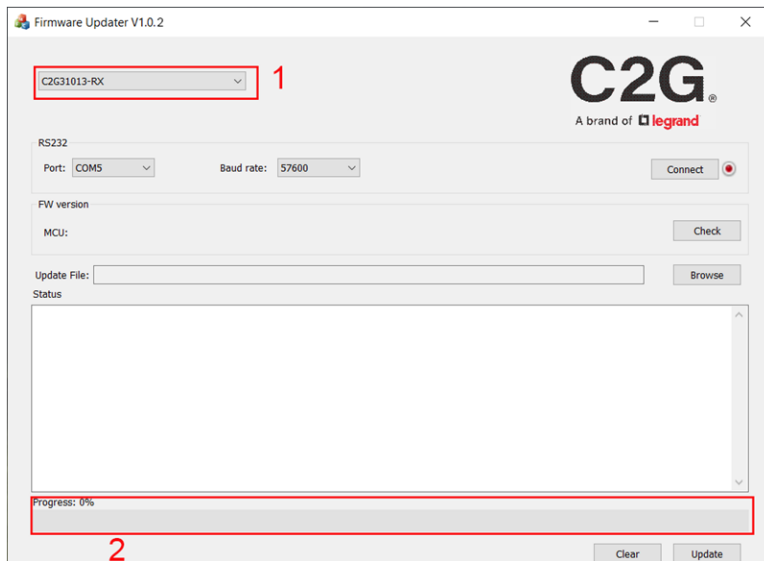 Firmware Updater V1.0.2
C2G31013-RX
1
C2G®
A brand of legrand
RS232
Port: COM5 Baud rate: 57600 Connect
FW version
MCU: Check
Update File: Browse
Status
Progress: 0%
2
Clear Update